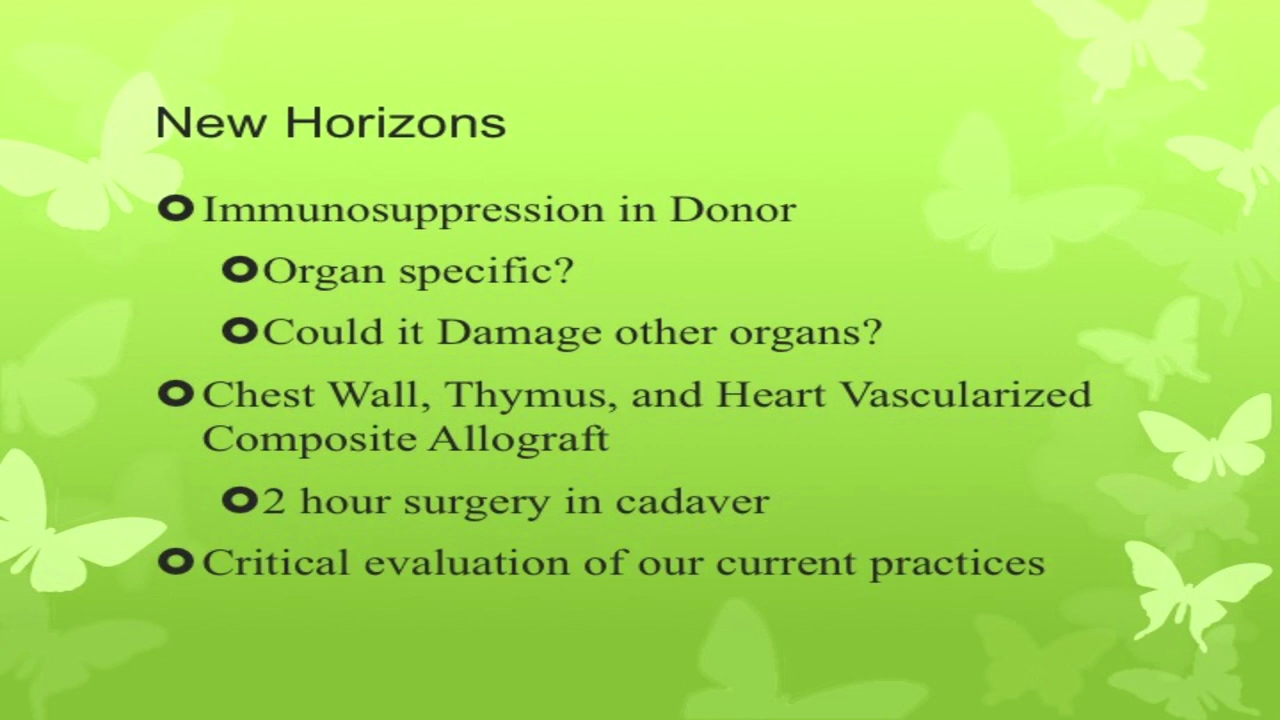 New Horizons
Immunosuppression in Donor
Organ specific?
Could it Damage other organs?
Chest Wall, Thymus, and Heart Vascularized
Composite Allograft
2 hour surgery in cadaver
Critical evaluation of our current practices